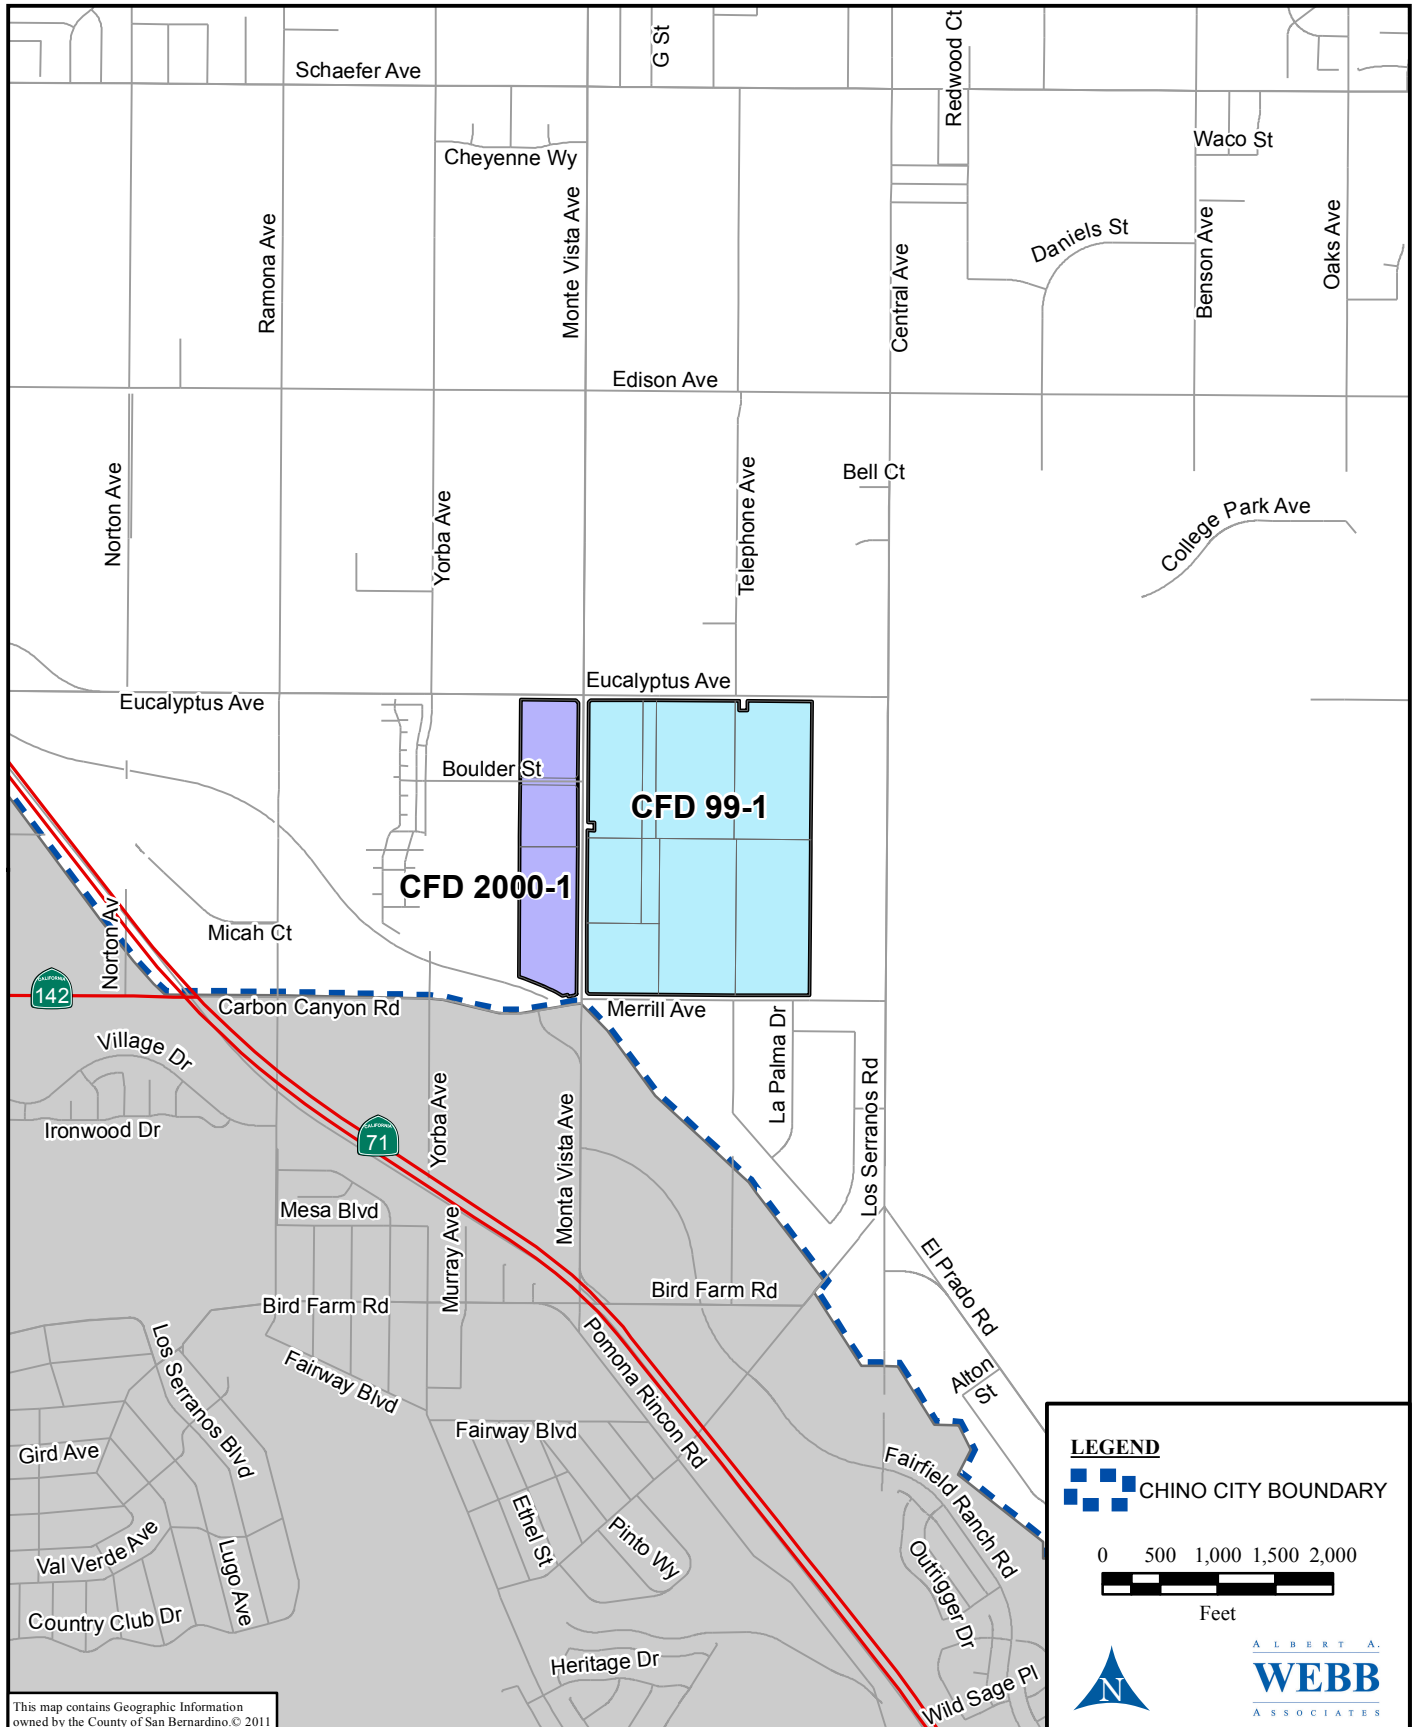 G St
Redwood Ct
Schaefer Ave
Waco St
Cheyenne Wy
Ramona Ave
Monte Vista Ave
Central Ave
Daniels St
Benson Ave
Oaks Ave
Edison Ave
Norton Ave
Yorba Ave
Telephone Ave
Bell Ct
College Park Ave
Eucalyptus Ave
Eucalyptus Ave
Boulder St
CFD 99-1
CFD 2000-1
Norton Av
Micah Ct
CALIFORNIA
142
Carbon Canyon Rd
Merrill Ave
La Palma Dr
Los Serranos Rd
Village Dr
Ironwood Dr
CALIFORNIA
71
Yorba Ave
Monta Vista Ave
Mesa Blvd
Murray Ave
El Prado Rd
Bird Farm Rd
Bird Farm Rd
Los Serranos Blvd
Fairway Blvd
Pomona Rincon Rd
Alton
St
Fairway Blvd
Gird Ave
Fairfield Ranch Rd
Ethel St
Pinto Wy
Val Verde Ave
Lugo Ave
Outrigger Dr
Country Club Dr
Heritage Dr
Wild Sage Pl
LEGEND
CHINO CITY BOUNDARY
0 500 1,000 1,500 2,000
Feet
N
ALBERT A.
WEBB
ASSOCIATES
This map contains Geographic Information
owned by the County of San Bernardino.© 2011